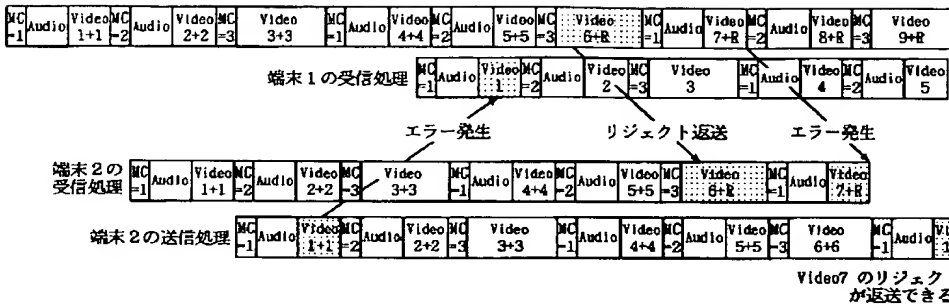 MC =1 Audio Video 1+1 MC =2 Audio Video 2+2 MC =3 Video 3+3 MC =1 Audio Video 4+4 MC =2 Audio Video 5+5 MC =3 Video 6+R MC =1 Audio Video 7+R MC =2 Audio Video 8+R MC =3 Video 9+R
端末1の受信処理 MC =1 Audio Video 1 MC =2 Audio Video 2 MC =3 Video 3 MC =1 Audio Video 4 MC =2 Audio Video 5
エラー発生 リジェクト返送 エラー発生
端末2の受信処理 MC =1 Audio Video 1+1 MC =2 Audio Video 2+2 MC =3 Video 3+3 MC =1 Audio Video 4+4 MC =2 Audio Video 5+5 MC =3 Video 6+R MC =1 Audio Video 7+R
端末2の送信処理 MC =1 Audio Video 1+1 MC =2 Audio Video 2+2 MC =3 Video 3+3 MC =1 Audio Video 4+4 MC =2 Audio Video 5+5 MC =3 Video 6+6 MC =1 Audio
Video7 のリジェク
が返送できる